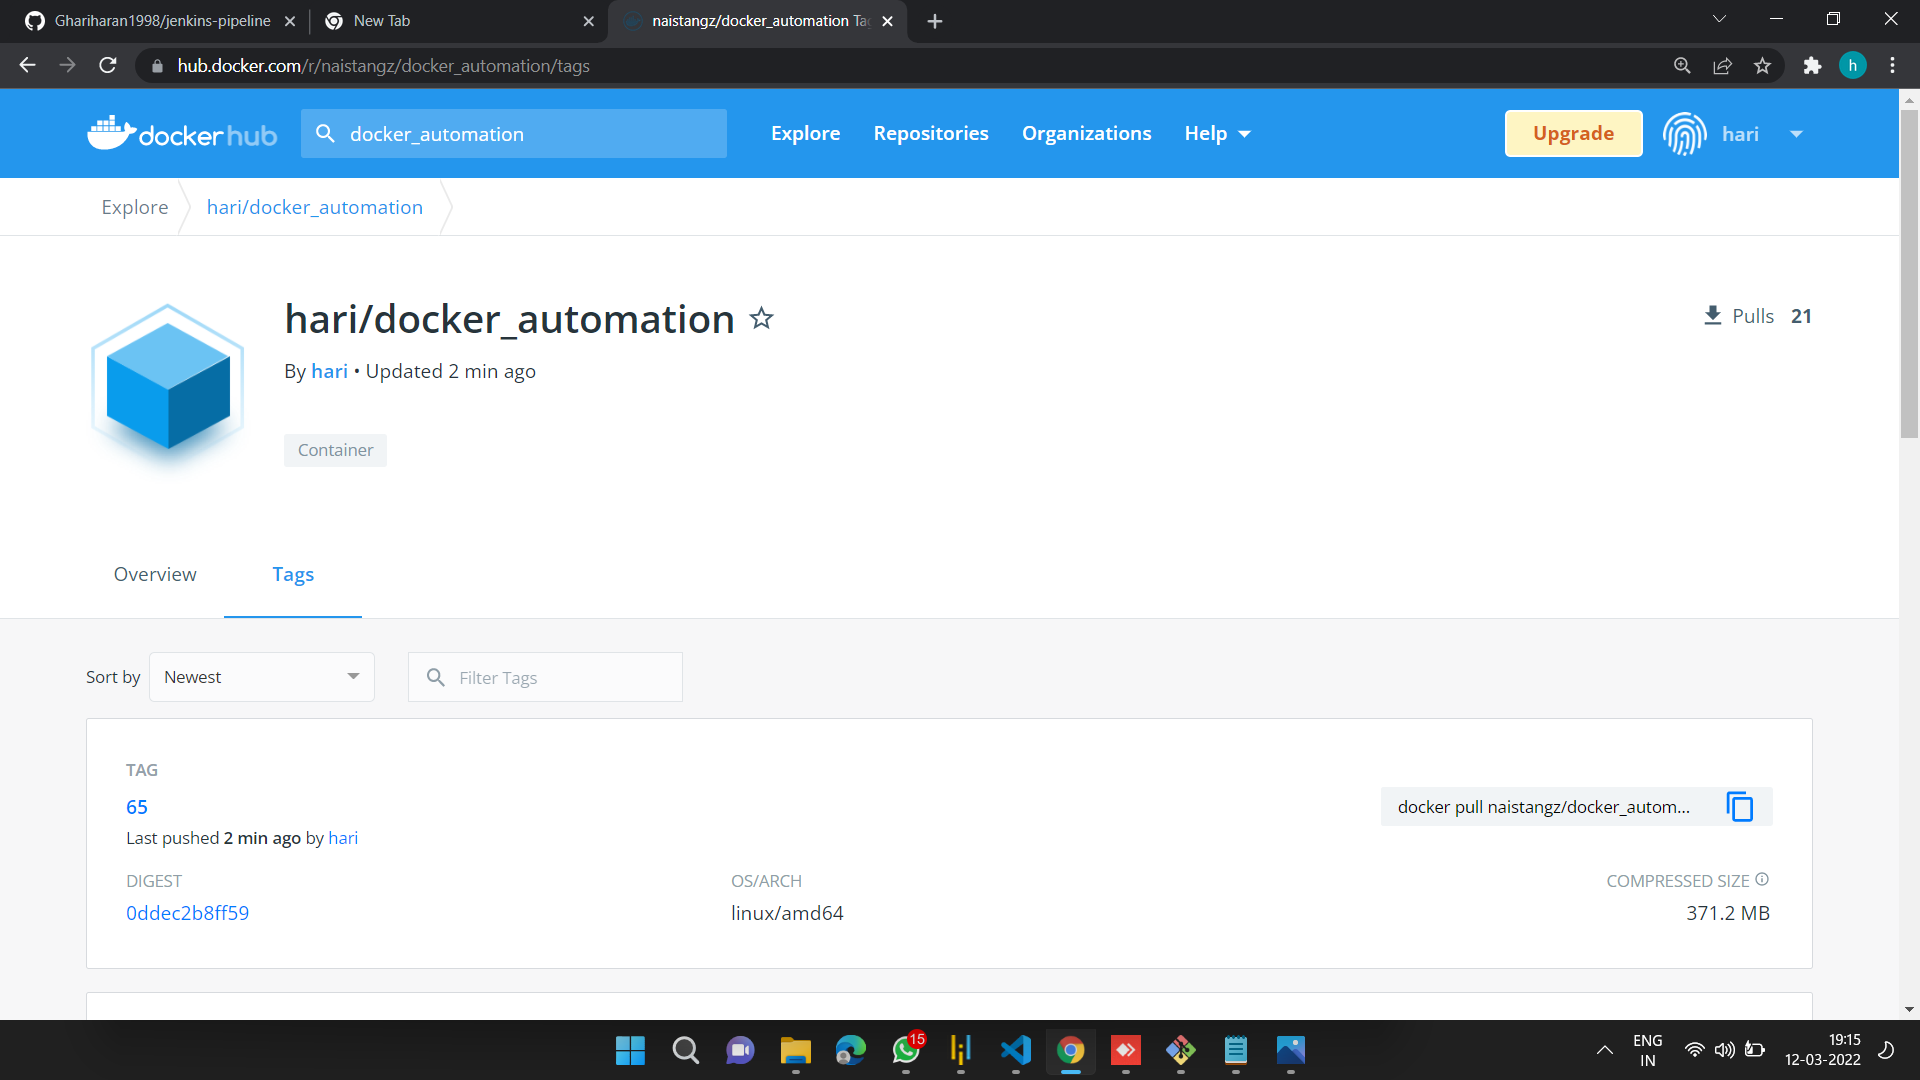 Ghariharan1998/jenkins-pipeline
New Tab
naistangz/docker_automation Ta
hub.docker.com/r/naistangz/docker_automation/tags
h
dockerhub
docker_automation
Explore
Repositories
Organizations
Help
Upgrade
hari
Explore
hari/docker_automation
hari/docker_automation
Pulls 21
By hari • Updated 2 min ago
Container
Overview
Tags
Sort by
Newest
Filter Tags
TAG
65
docker pull naistangz/docker_autom...
Last pushed 2 min ago by hari
DIGEST
OS/ARCH
COMPRESSED SIZE
0ddec2b8ff59
linux/amd64
371.2 MB
15
ENG
IN
19:15
12-03-2022